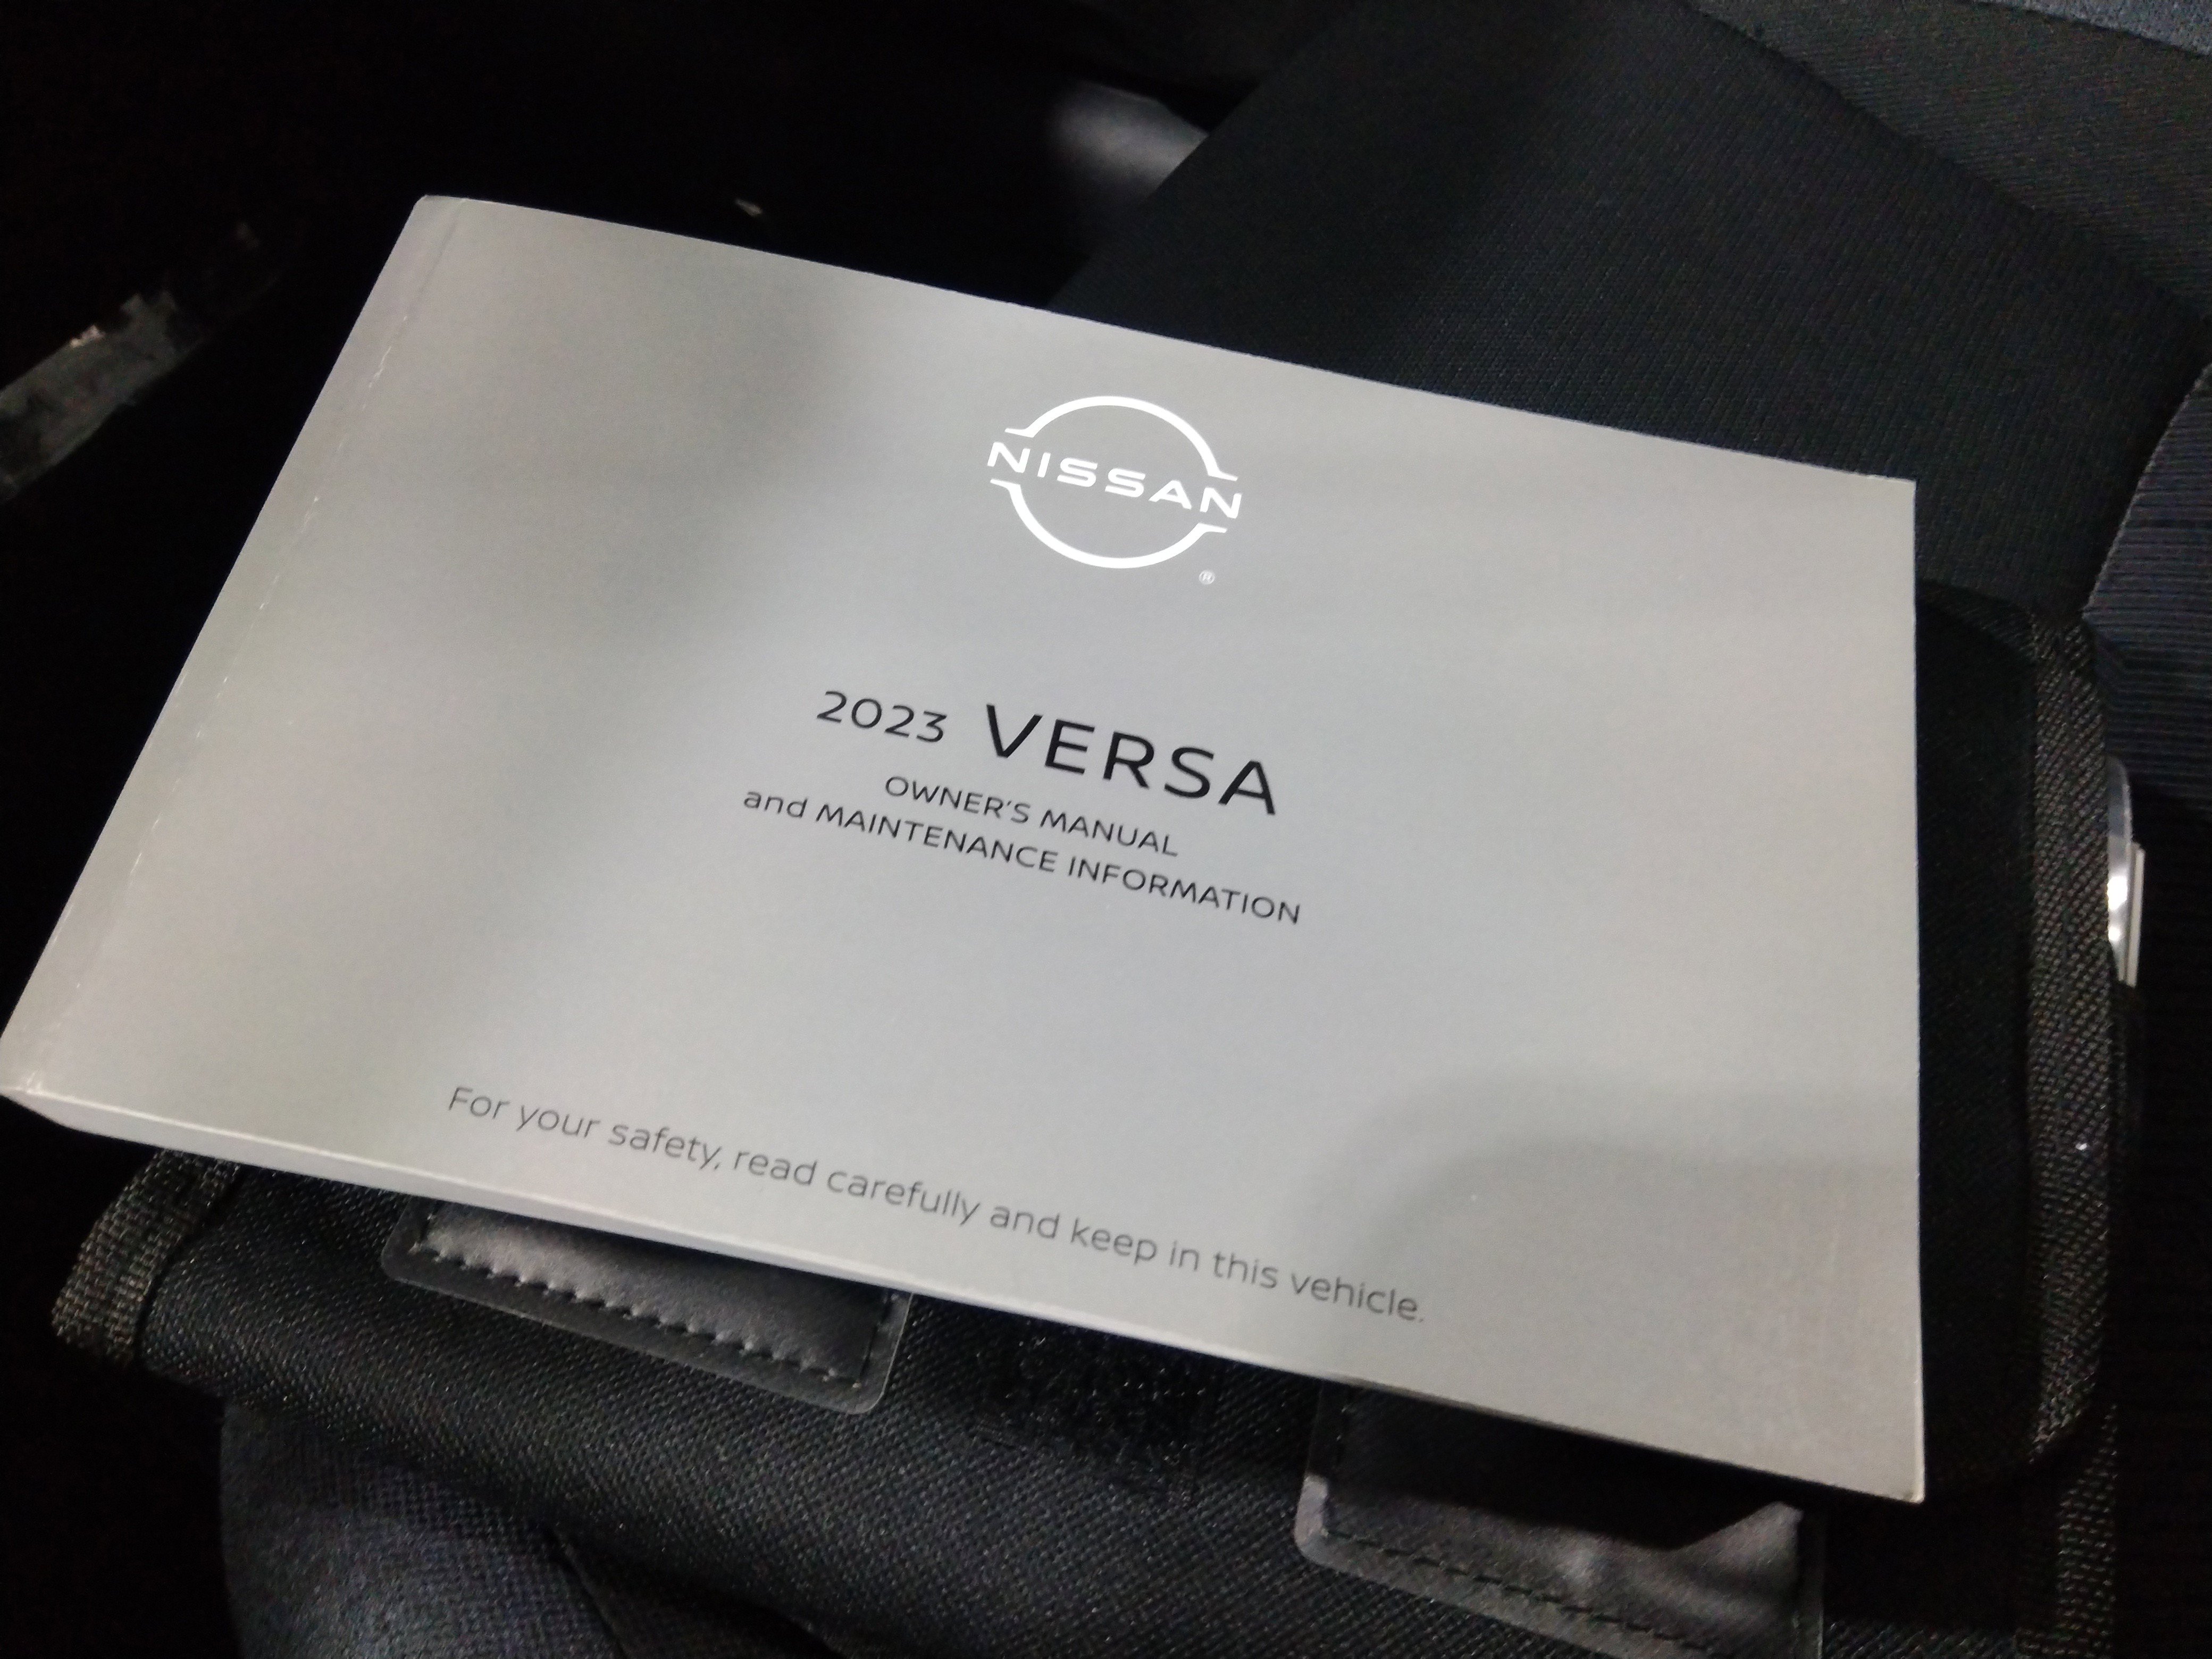 NISSAN
®
2023 VERSA
OWNER'S MANUAL
and MAINTENANCE INFORMATION
For your safety, read carefully and keep in this vehicle.